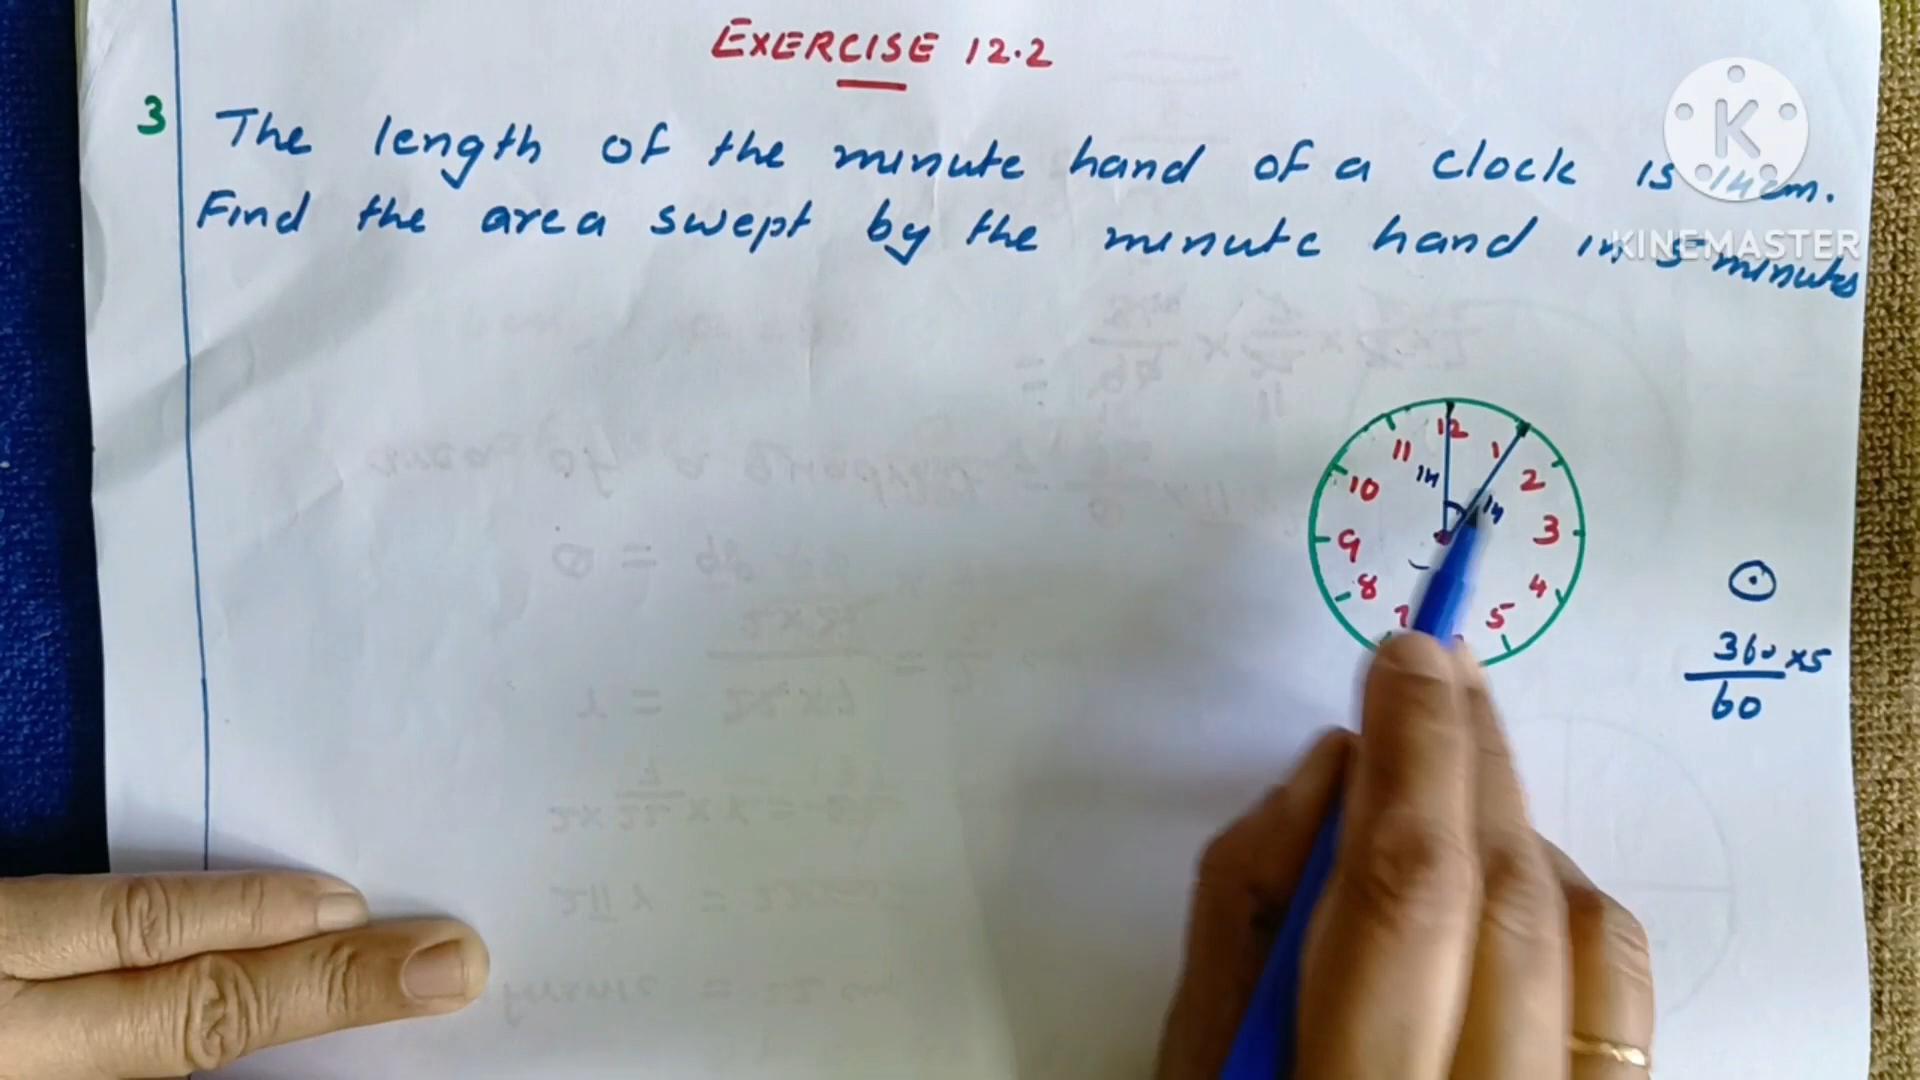 EXERCISE 12.2
3 The length of the minute hand of a clock is 14cm.
Find the area swept by the minute hand in 5 minutes
K
KINEMASTER
12
11 1
14
10 2
14
9 3
8 4
7 5
360 ×5
60